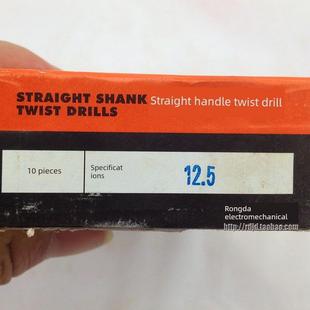 STRAIGHT SHANK Straight handle twist drill
TWIST DRILLS
10 pieces
Specificat
ions
12.5
Rongda
electromechanical
http://rdjd.taobao.com